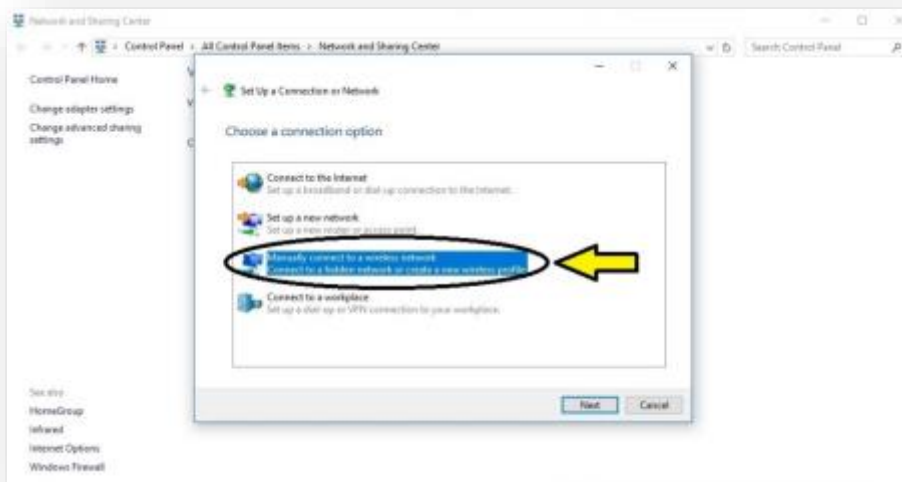 Network and Sharing Center
Control Panel > All Control Panel Items > Network and Sharing Center
Search Control Panel
Control Panel Home
Change adapter settings
Change advanced sharing
settings
Set Up a Connection or Network
Choose a connection option
Connect to the Internet
Set up a broadband or dial-up connection to the Internet.
Set up a new network
Set up a new router or access point.
Manually connect to a wireless network
Connect to a hidden network or create a new wireless profile.
Connect to a workplace
Set up a dial-up or VPN connection to your workplace.
Next
Cancel
See also
HomeGroup
Infrared
Internet Options
Windows Firewall